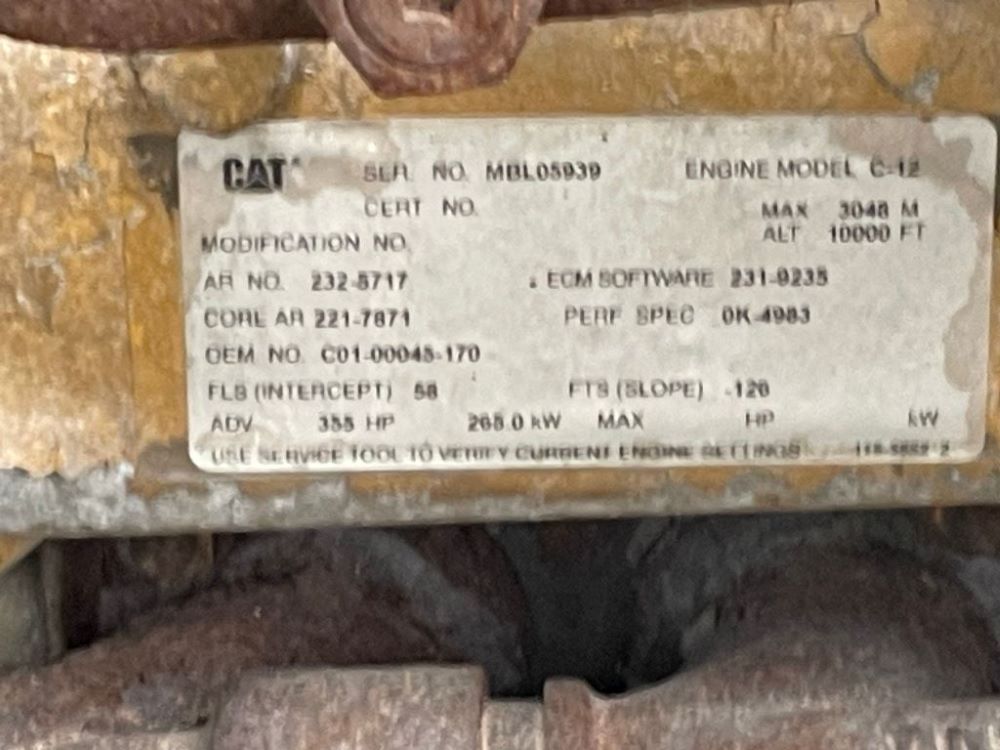 CAT SER. NO. MBL05939 ENGINE MODEL C-12
CERT NO. MAX 3048 M
ALT 10000 FT
MODIFICATION NO.
AR NO. 232-5717 ECM SOFTWARE 231-9235
CORE AR 221-7871 PERF SPEC 0K-4983
OEM NO. C01-00045-170
FLS (INTERCEPT) 58 FTS (SLOPE) -126
ADV 355 HP 265.0 kW MAX HP kW
USE SERVICE TOOL TO VERIFY CURRENT ENGINE SETTINGS